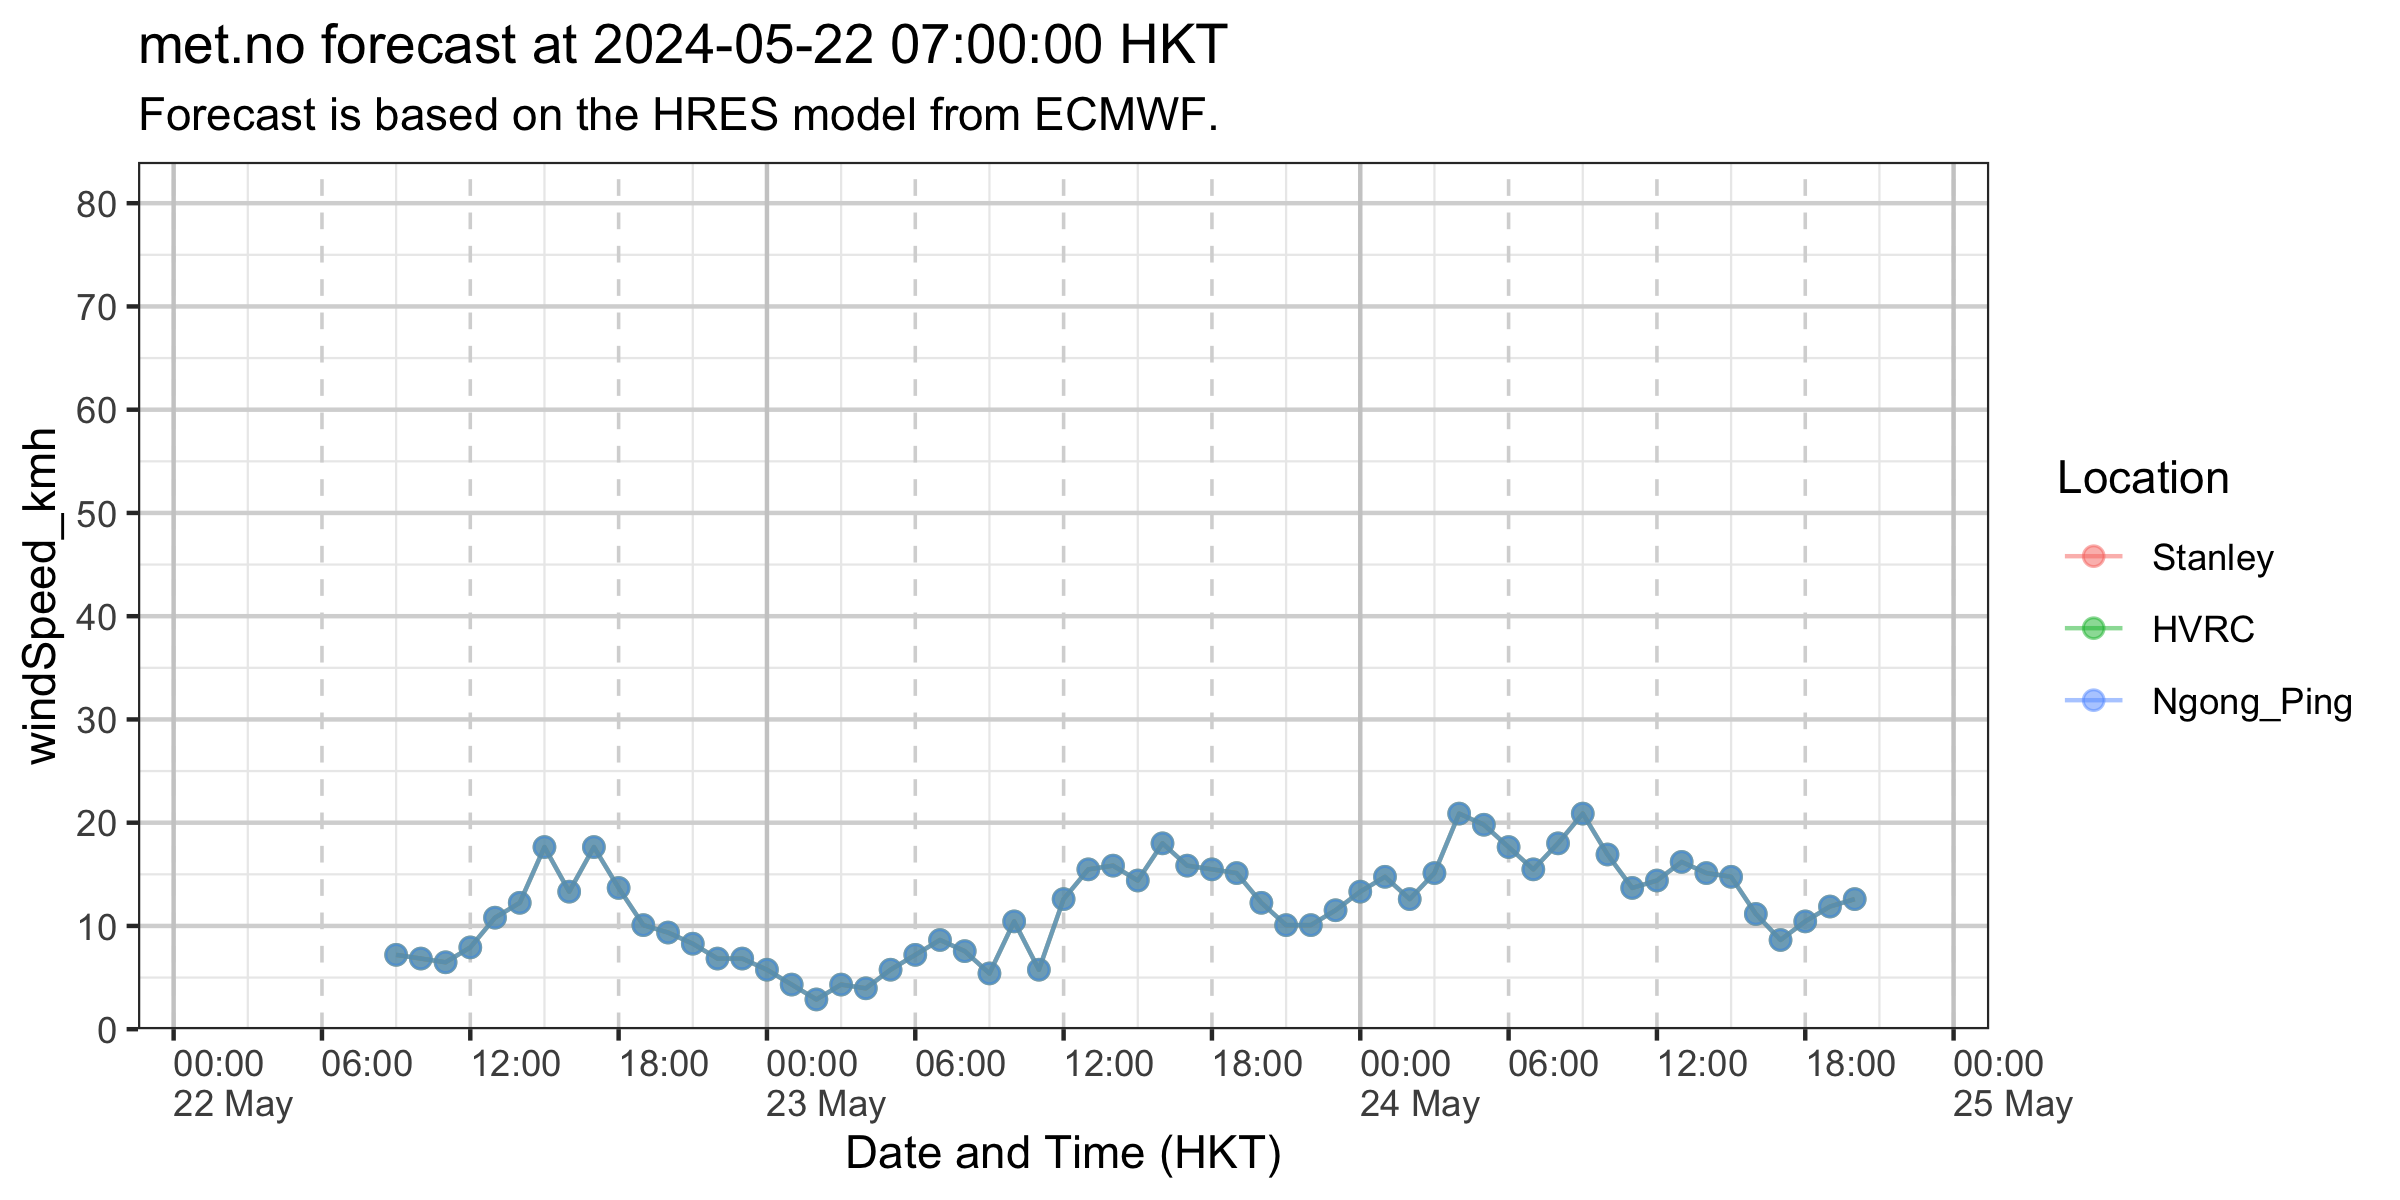 met.no forecast at 2024-05-22 07:00:00 HKT
Forecast is based on the HRES model from ECMWF.
windSpeed_kmh
80
70
60
50
40
30
20
10
0
00:00 06:00 12:00 18:00 00:00 06:00 12:00 18:00 00:00 06:00 12:00 18:00 00:00
22 May 23 May 24 May 25 May
Date and Time (HKT)
Location
Stanley
HVRC
Ngong_Ping